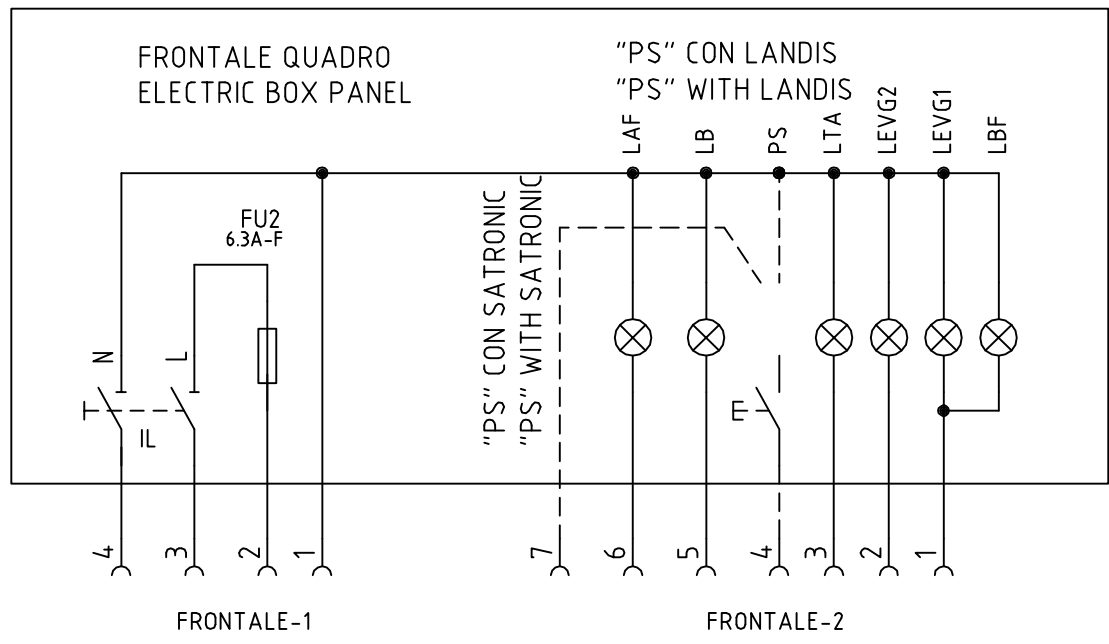 FRONTALE QUADRO
ELECTRIC BOX PANEL
"PS" CON LANDIS
"PS" WITH LANDIS
LAF
LB
PS
LTA
LEVG2
LEVG1
LBF
FU2
6.3A-F
"PS" CON SATRONIC
"PS" WITH SATRONIC
N
L
IL
4
3
2
1
7
6
5
4
3
2
1
FRONTALE-1
FRONTALE-2